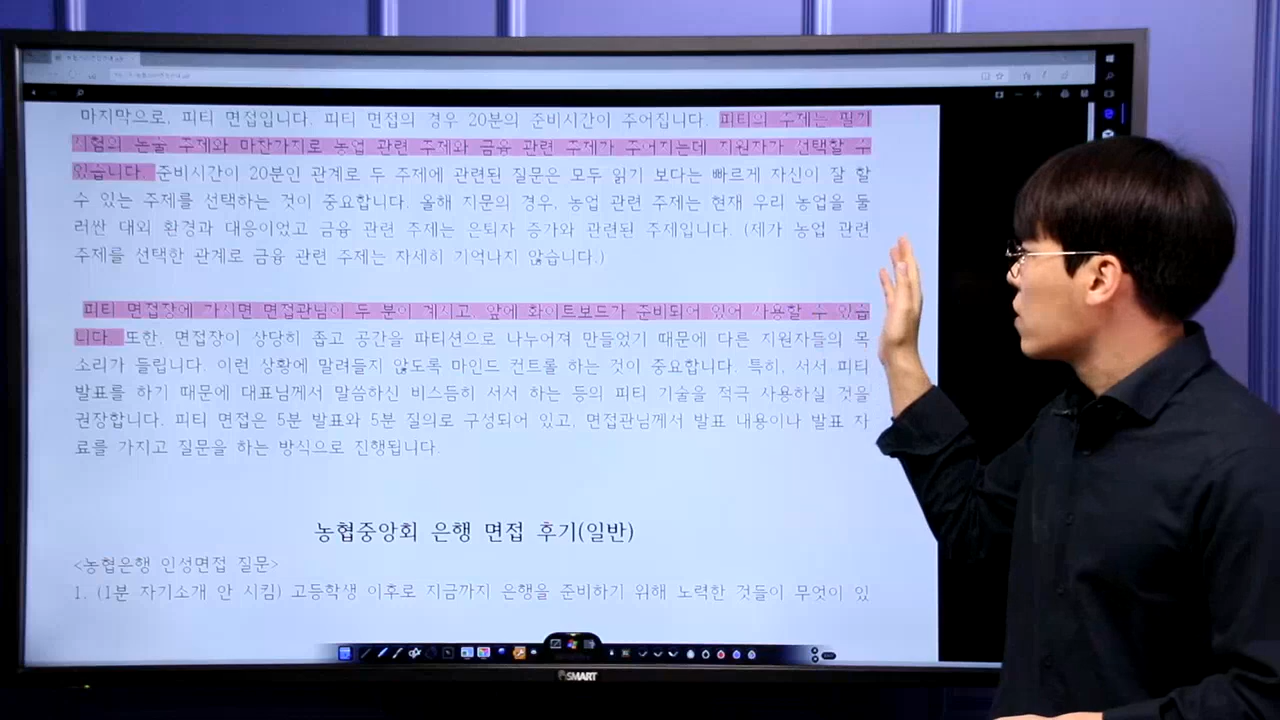 마지막으로, 피티 면접입니다. 피티 면접의 경우 20분의 준비시간이 주어집니다. 피티의 주제는 필기
시험의 논술 주제와 마찬가지로 농업 관련 주제와 금융 관련 주제가 주어지는데 지원자가 선택할 수
있습니다. 준비시간이 20분인 관계로 두 주제에 관련된 질문은 모두 읽기 보다는 빠르게 자신이 잘 할
수 있는 주제를 선택하는 것이 중요합니다. 올해 지문의 경우, 농업 관련 주제는 현재 우리 농업을 둘
러싼 대외 환경과 대응이었고 금융 관련 주제는 은퇴자 증가와 관련된 주제입니다. (제가 농업 관련
주제를 선택한 관계로 금융 관련 주제는 자세히 기억나지 않습니다.)
피티 면접장에 가시면 면접관님이 두 분이 계시고, 앞에 화이트보드가 준비되어 있어 사용할 수 있습
니다. 또한, 면접장이 상당히 좁고 공간을 파티션으로 나누어져 만들었기 때문에 다른 지원자들의 목
소리가 들립니다. 이런 상황에 말려들지 않도록 마인드 컨트롤 하는 것이 중요합니다. 특히, 서서 피티
발표를 하기 때문에 대표님께서 말씀하신 비스듬히 서서 하는 등의 피티 기술을 적극 사용하실 것을
권장합니다. 피티 면접은 5분 발표와 5분 질의로 구성되어 있고, 면접관님께서 발표 내용이나 발표 자
료를 가지고 질문을 하는 방식으로 진행됩니다.
농협중앙회 은행 면접 후기(일반)
<농협은행 인성면접 질문>
1. (1분 자기소개 안 시킴) 고등학생 이후로 지금까지 은행을 준비하기 위해 노력한 것들이 무엇이 있
SMART